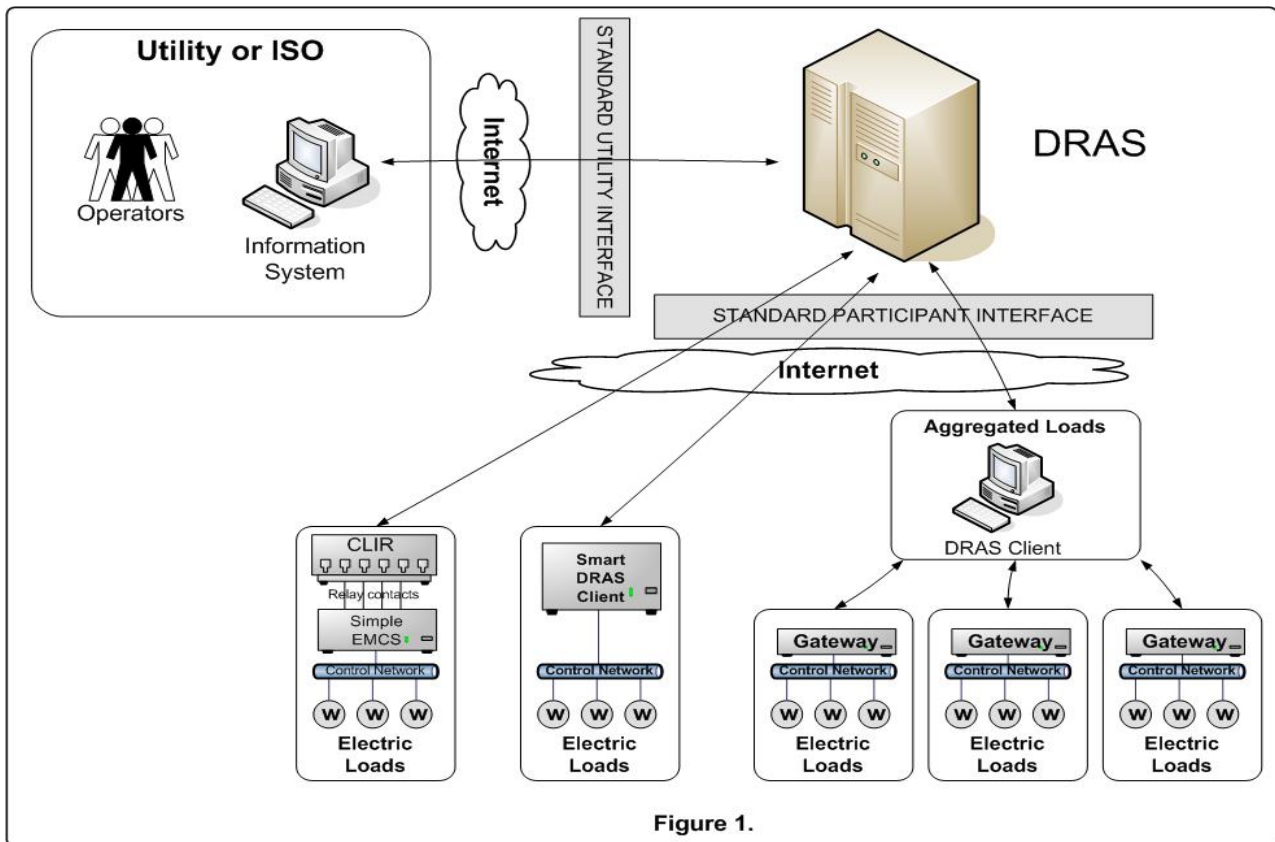 Utility or ISO
Operators
Information
System
Internet
STANDARD UTILITY INTERFACE
DRAS
STANDARD PARTICIPANT INTERFACE
Internet
Aggregated Loads
DRAS Client
CLIR
Relay contacts
Simple
EMCS
Control Network
W W W
Electric
Loads
Smart
DRAS
Client
Control Network
W W W
Electric
Loads
Gateway
Control Network
W W W
Electric
Loads
Gateway
Control Network
W W W
Electric
Loads
Gateway
Control Network
W W W
Electric
Loads
Figure 1.